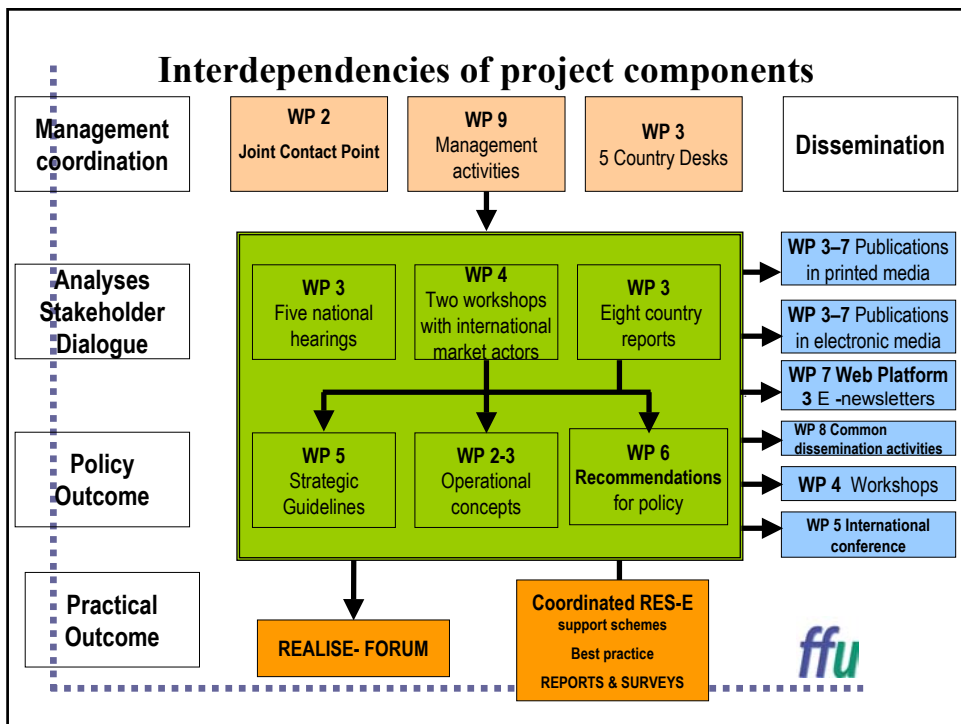 Interdependencies of project components
Management
coordination
WP 2
Joint Contact Point
WP 9
Management
activities
WP 3
5 Country Desks
Dissemination
Analyses
Stakeholder
Dialogue
WP 3
Five national
hearings
WP 4
Two workshops
with international
market actors
WP 3
Eight country
reports
WP 3–7 Publications
in printed media
WP 3–7 Publications
in electronic media
WP 7 Web Platform
3 E -newsletters
WP 8 Common
dissemination activities
WP 4 Workshops
WP 5 International
conference
Policy
Outcome
WP 5
Strategic
Guidelines
WP 2-3
Operational
concepts
WP 6
Recommendations
for policy
Practical
Outcome
REALISE- FORUM
Coordinated RES-E
support schemes
Best practice
REPORTS & SURVEYS
ffu